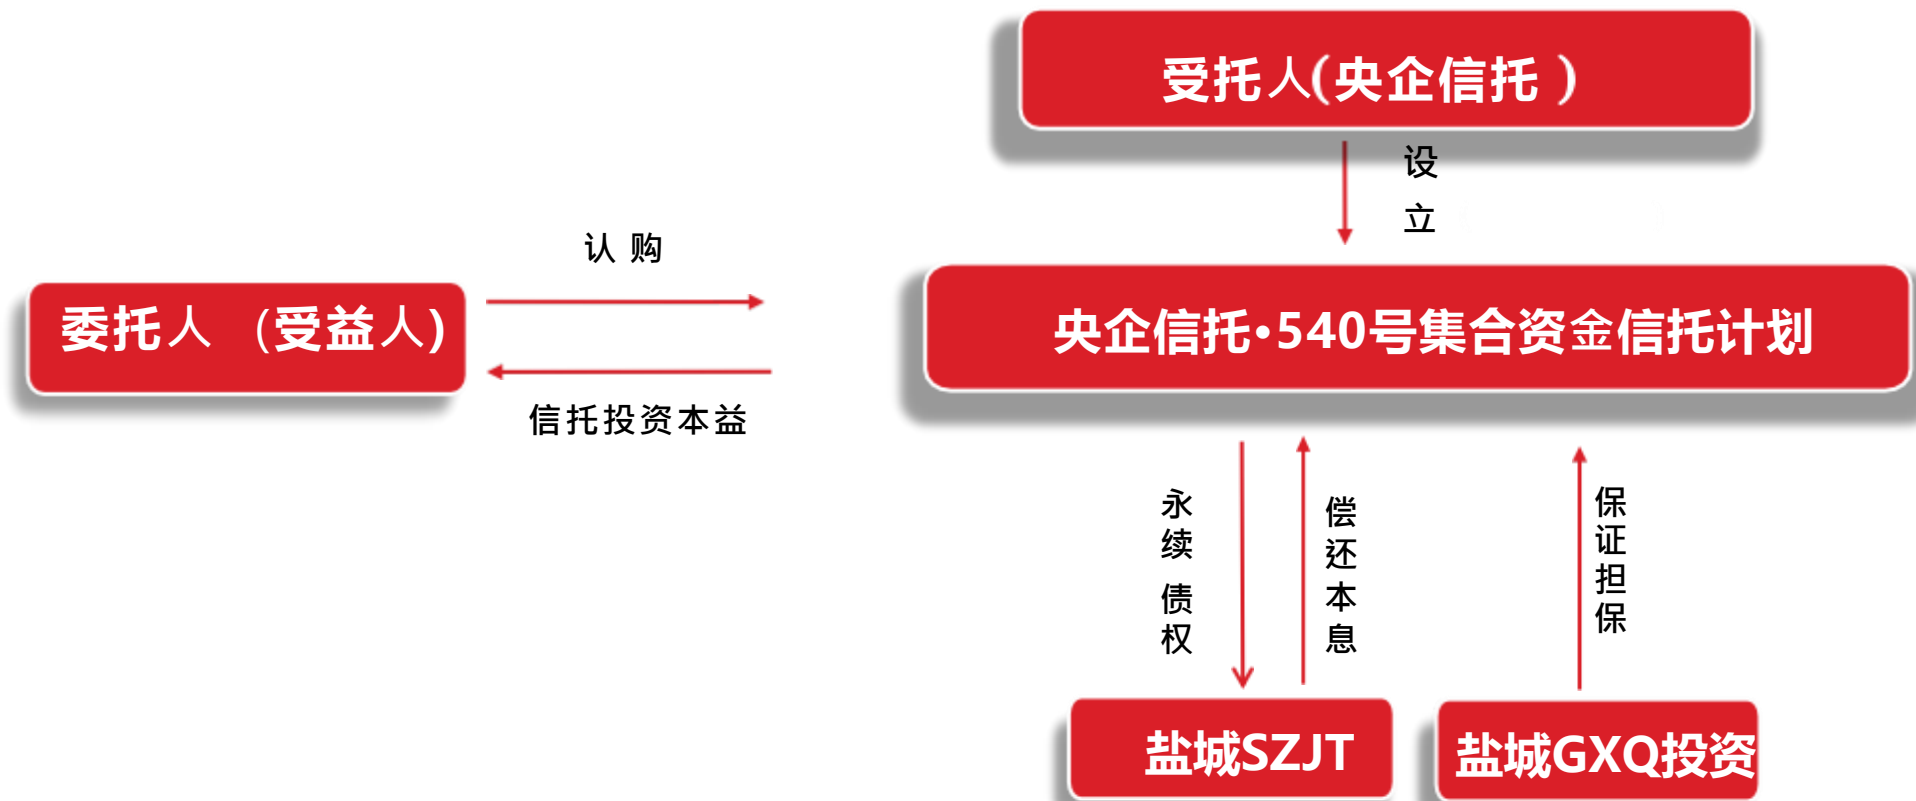 受托人(央企信托 )
设
立
认 购
委托人 (受益人)
央企信托•540号集合资金信托计划
信托投资本益
永续 债权
偿还本息
保证担保
盐城SZJT
盐城GXQ投资